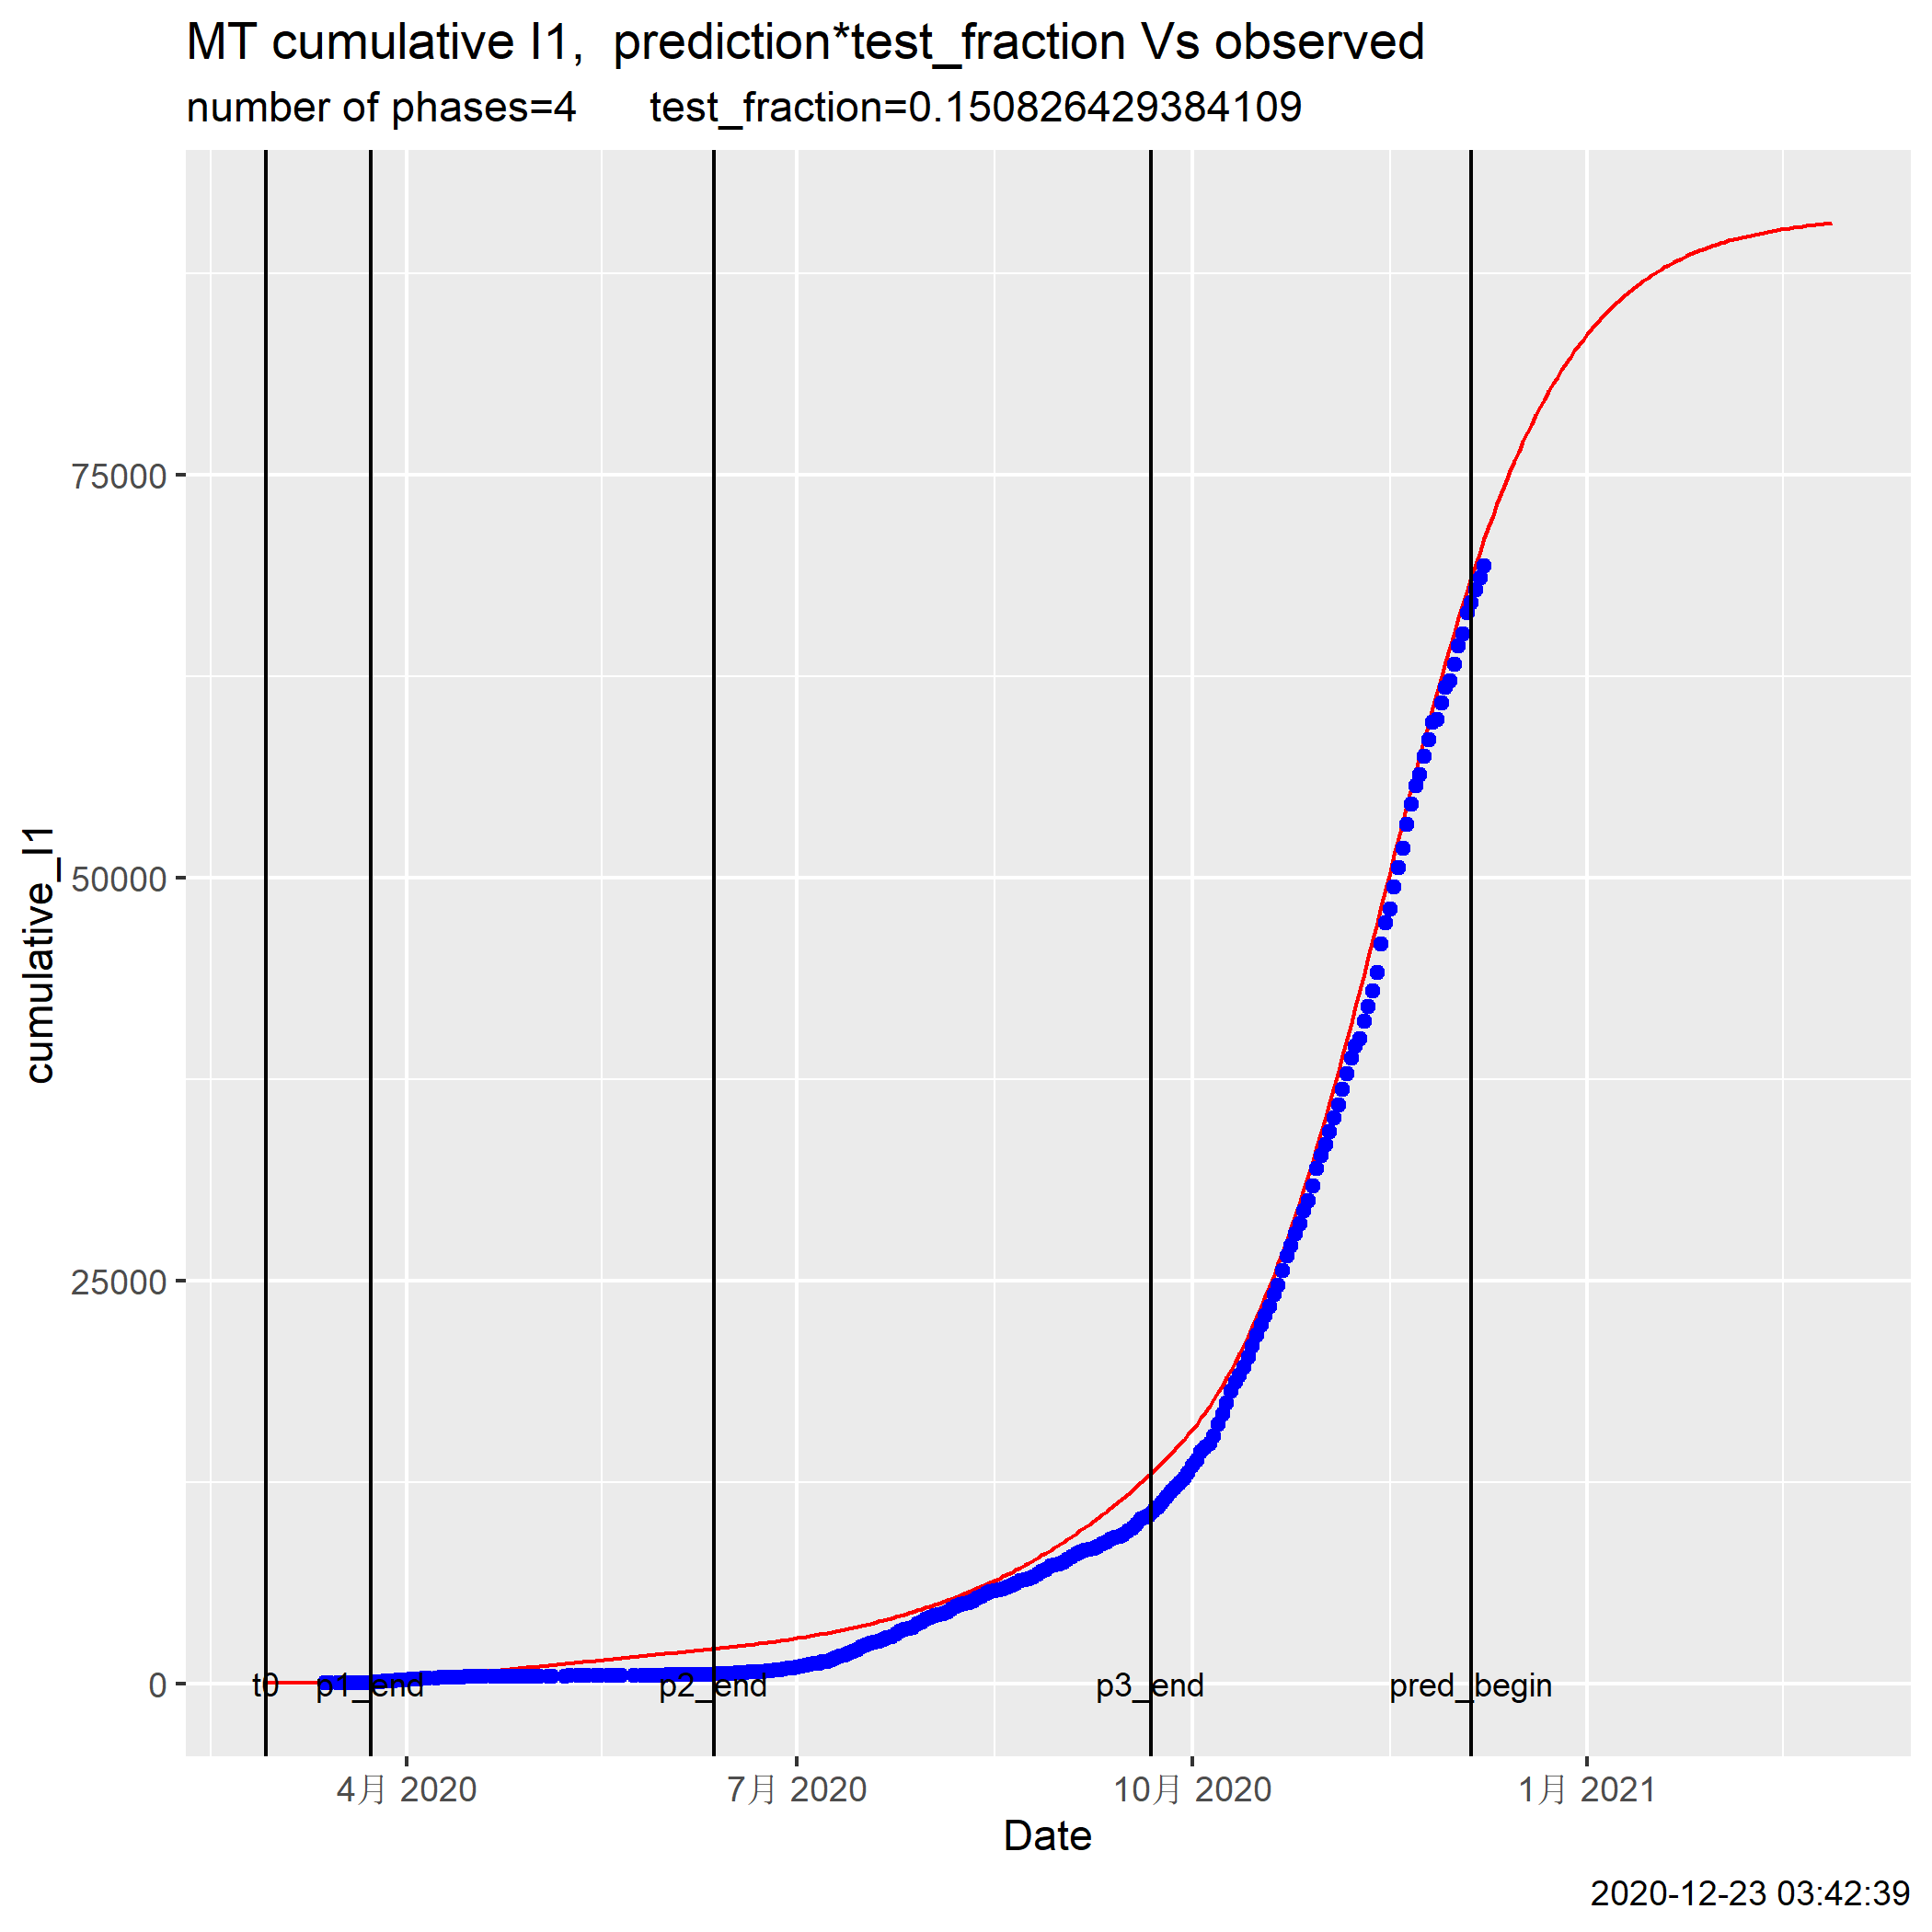 MT cumulative I1,  prediction*test_fraction Vs observed
number of phases=4      test_fraction=0.150826429384109
cumulative_I1
75000
50000
25000
0
t0
p1_end
p2_end
p3_end
pred_begin
4月 2020
7月 2020
10月 2020
1月 2021
Date
2020-12-23 03:42:39